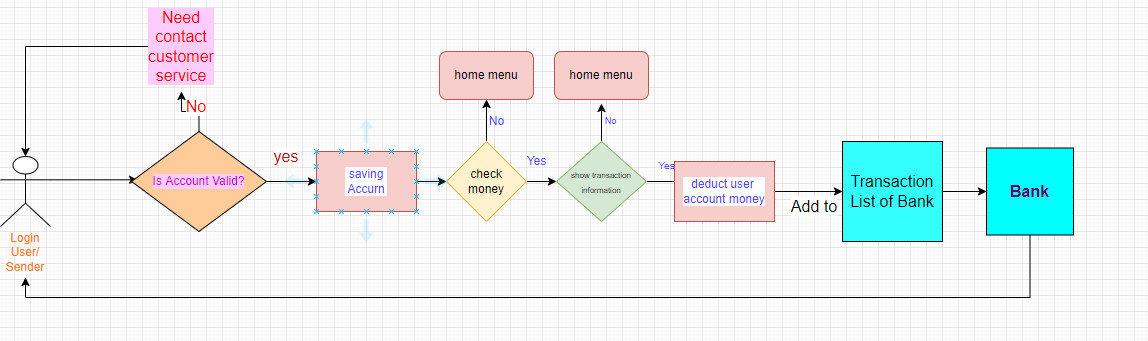 Need
contact
customer
service
No
Is Account Valid?
yes
saving
Accurn
home menu
No
check
money
Yes
home menu
No
show transaction
information
Yes
deduct user
account money
Add to
Transaction
List of Bank
Bank
Login
User/
Sender